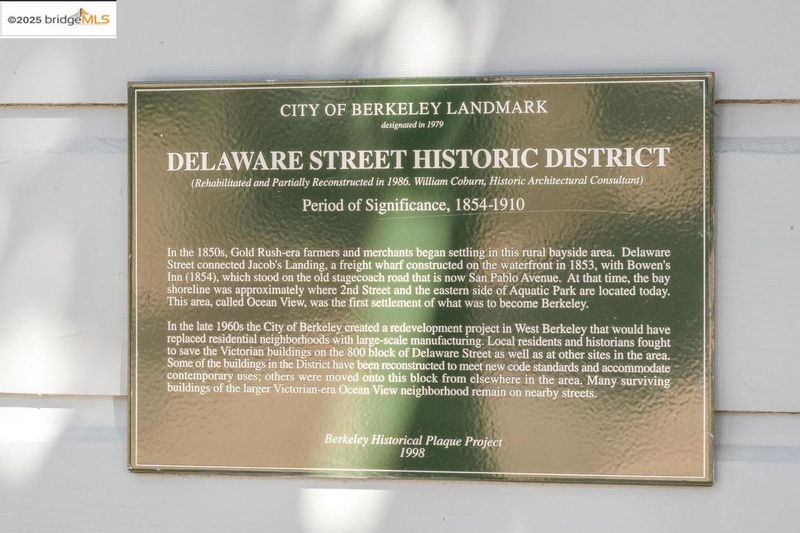 ©2025 bridgeMLS
CITY OF BERKELEY LANDMARK
designated in 1979
DELAWARE STREET HISTORIC DISTRICT
(Rehabilitated and Partially Reconstructed in 1986. William Coburn, Historic Architectural Consultant)
Period of Significance, 1854-1910
In the 1850s, Gold Rush-era farmers and merchants began settling in this rural bayside area. Delaware
Street connected Jacob's Landing, a freight wharf constructed on the waterfront in 1853, with Bowen's
Inn (1854), which stood on the old stagecoach road that is now San Pablo Avenue. At that time, the bay
shoreline was approximately where 2nd Street and the eastern side of Aquatic Park are located today.
This area, called Ocean View, was the first settlement of what was to become Berkeley.
In the late 1960s the City of Berkeley created a redevelopment project in West Berkeley that would have
replaced residential neighborhoods with large-scale manufacturing. Local residents and historians fought
to save the Victorian buildings on the 800 block of Delaware Street as well as at other sites in the area.
Some of the buildings in the District have been reconstructed to meet new code standards and accommodate
contemporary uses; others were moved onto this block from elsewhere in the area. Many surviving
buildings of the larger Victorian-era Ocean View neighborhood remain on nearby streets.
Berkeley Historical Plaque Project
1998